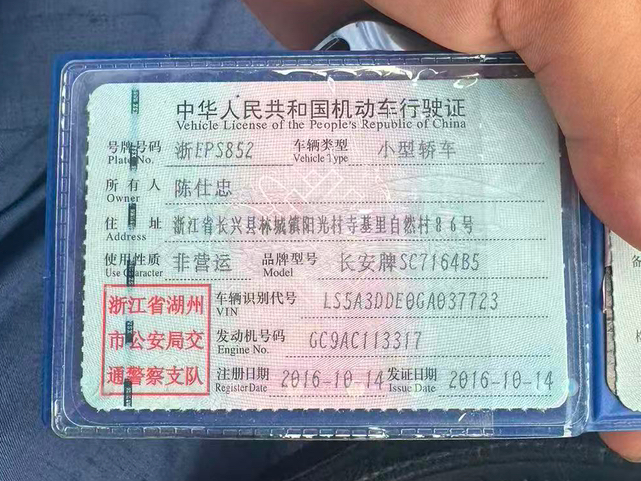 中华人民共和国机动车行驶证
Vehicle License of the People's Republic of China
号牌号码 浙EPS852 车辆类型 小型轿车
Plate No. Vehicle Type
所有人 陈仕忠
Owner
住址 浙江省长兴县林城镇阳光村寺基里自然村86号
Address
使用性质 非营运 品牌型号 长安牌SC7164B5
Use Character Model
浙江省湖州 车辆识别代号 LS5A3DDE0GA037723
VIN
市公安局交 发动机号码 GC9AC113317
Engine No.
通警察支队 注册日期 2016-10-14 发证日期 2016-10-14
Register Date Issue Date
备